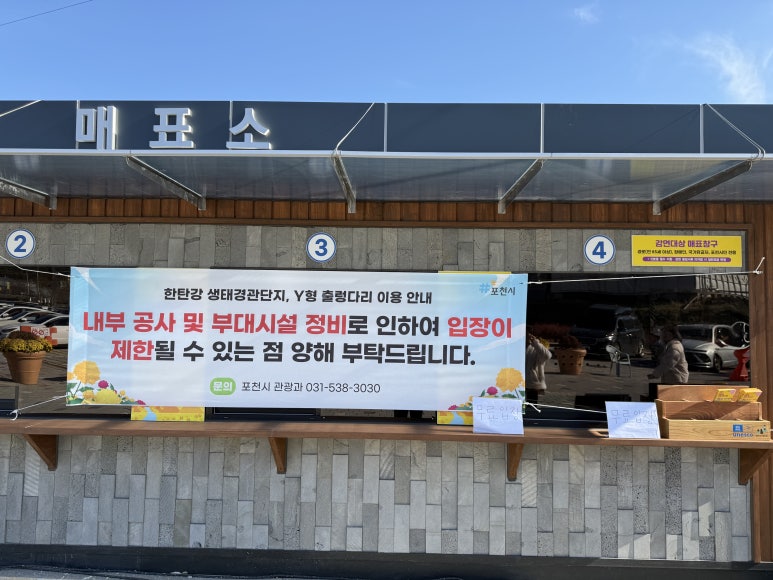 매표소
2
3
4
감면대상 매표창구
한탄강 생태경관단지, Y형 출렁다리 이용 안내
#포천시
내부 공사 및 부대시설 정비로 인하여 입장이
제한될 수 있는 점 양해 부탁드립니다.
문의 포천시 관광과 031-538-3030
무료입장
무료입장
unesco